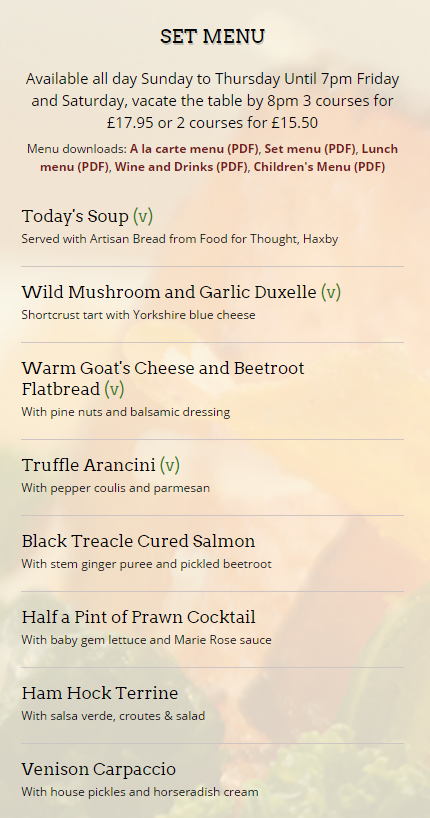 SET MENU
Available all day Sunday to Thursday Until 7pm Friday
and Saturday, vacate the table by 8pm 3 courses for
£17.95 or 2 courses for £15.50
Menu downloads: A la carte menu (PDF), Set menu (PDF), Lunch
menu (PDF), Wine and Drinks (PDF), Children's Menu (PDF)
Today's Soup (v)
Served with Artisan Bread from Food for Thought, Haxby
Wild Mushroom and Garlic Duxelle (v)
Shortcrust tart with Yorkshire blue cheese
Warm Goat's Cheese and Beetroot
Flatbread (v)
With pine nuts and balsamic dressing
Truffle Arancini (v)
With pepper coulis and parmesan
Black Treacle Cured Salmon
With stem ginger puree and pickled beetroot
Half a Pint of Prawn Cocktail
With baby gem lettuce and Marie Rose sauce
Ham Hock Terrine
With salsa verde, croutes & salad
Venison Carpaccio
With house pickles and horseradish cream